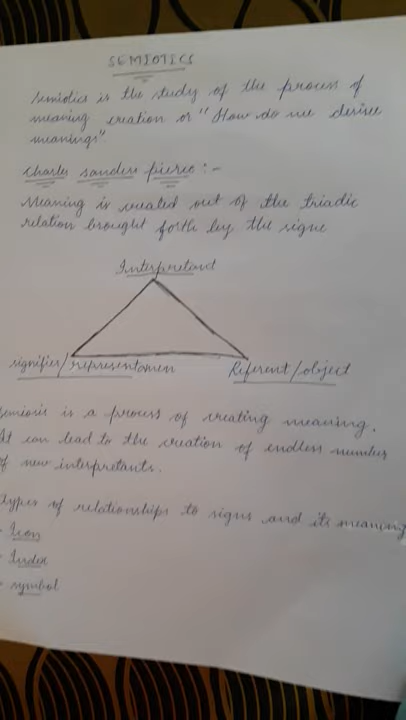 SEMIOTICS
Semiotics is the study of the process of
meaning creation or "How do we derive
meanings".
Charles sanders pierce :-
Meaning is created out of the triadic
relation brought forth by the signe
Interpretant
signifier/representamen
Referent/object
semiosis is a process of creating meaning.
It can lead to the creation of endless number
of new interpretants.
Types of relationships to signs and its meaning
- Icon
- Index
- symbol